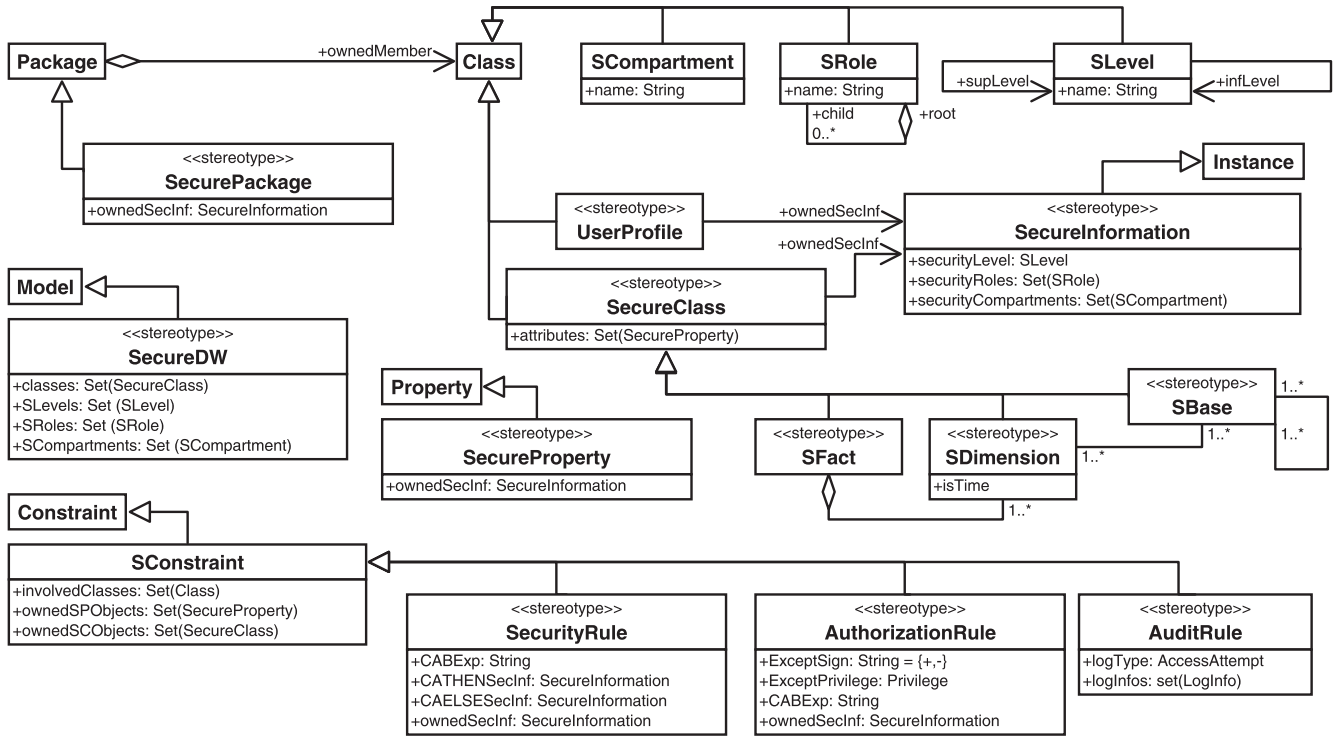 Package
+ownedMember
Class
SCompartment
+name: String
SRole
+name: String
+child
0..*
+root
SLevel
+name: String
+supLevel
+infLevel
<<stereotype>>
SecurePackage
+ownedSecInf: SecureInformation
Instance
<<stereotype>>
UserProfile
+ownedSecInf
+ownedSecInf
<<stereotype>>
SecureInformation
+securityLevel: SLevel
+securityRoles: Set(SRole)
+securityCompartments: Set(SCompartment)
<<stereotype>>
SecureClass
+attributes: Set(SecureProperty)
Model
<<stereotype>>
SecureDW
+classes: Set(SecureClass)
+SLevels: Set (SLevel)
+SRoles: Set (SRole)
+SCompartments: Set (SCompartment)
Property
<<stereotype>>
SecureProperty
+ownedSecInf: SecureInformation
<<stereotype>>
SFact
<<stereotype>>
SDimension
+isTime
1..*
1..*
<<stereotype>>
SBase
1..*
1..*
1..*
Constraint
SConstraint
+involvedClasses: Set(Class)
+ownedSPObjects: Set(SecureProperty)
+ownedSCObjects: Set(SecureClass)
<<stereotype>>
SecurityRule
+CABExp: String
+CATHENSecInf: SecureInformation
+CAELSESecInf: SecureInformation
+ownedSecInf: SecureInformation
<<stereotype>>
AuthorizationRule
+ExceptSign: String = {+,-}
+ExceptPrivilege: Privilege
+CABExp: String
+ownedSecInf: SecureInformation
<<stereotype>>
AuditRule
+logType: AccessAttempt
+logInfos: set(LogInfo)